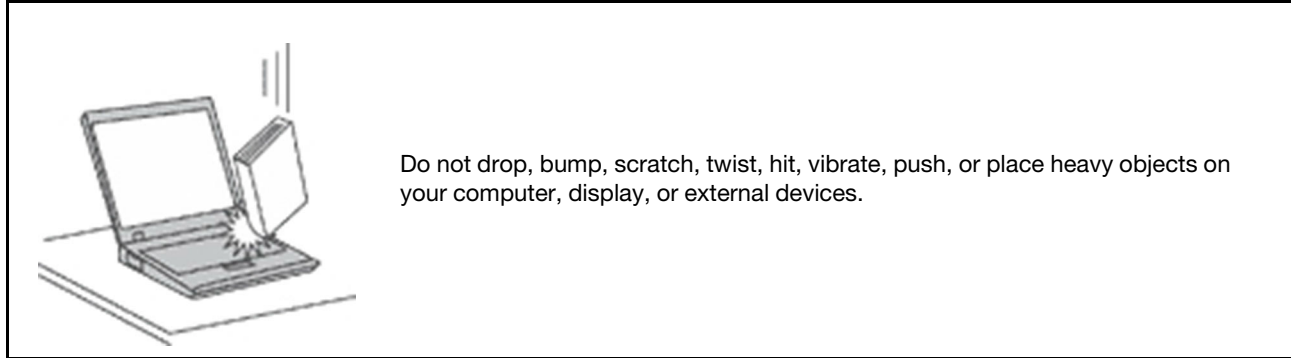 Do not drop, bump, scratch, twist, hit, vibrate, push, or place heavy objects on
your computer, display, or external devices.